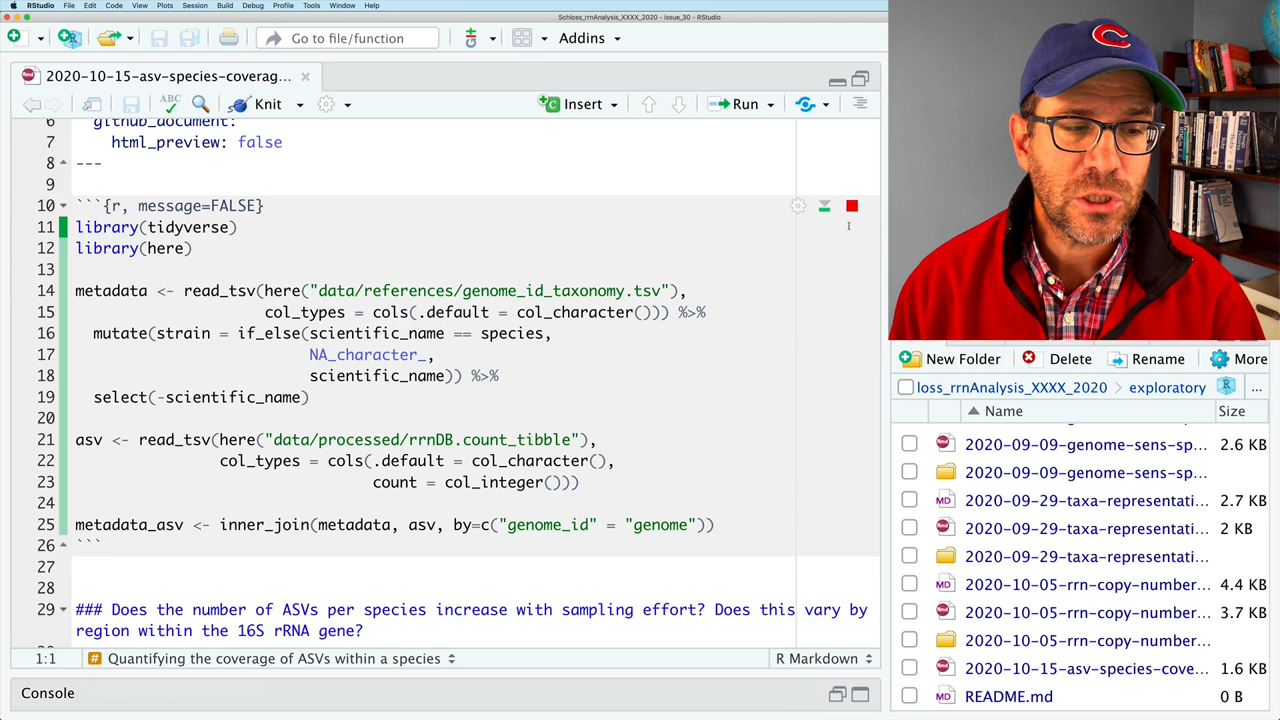 RStudio File Edit Code View Plots Session Build Debug Profile Tools Window Help
Schloss_rrnAnalysis_XXXX_2020 - issue_30 - RStudio
Go to file/function
Addins
2020-10-15-asv-species-coverag...
ABC
Knit
Insert
Run
6 github_document:
7 html_preview: false
8 ---
9
10 ```{r, message=FALSE}
11 library(tidyverse)
12 library(here)
13
14 metadata <- read_tsv(here("data/references/genome_id_taxonomy.tsv"),
15 col_types = cols(.default = col_character())) %>%
16 mutate(strain = if_else(scientific_name == species,
17 NA_character_,
18 scientific_name)) %>%
19 select(-scientific_name)
20
21 asv <- read_tsv(here("data/processed/rrnDB.count_tibble"),
22 col_types = cols(.default = col_character(),
23 count = col_integer()))
24
25 metadata_asv <- inner_join(metadata, asv, by=c("genome_id" = "genome"))
26 ```
27
28
29 ### Does the number of ASVs per species increase with sampling effort? Does this vary by
region within the 16S rRNA gene?
1:1 # Quantifying the coverage of ASVs within a species R Markdown
Console
C
New Folder Delete Rename More
loss_rrnAnalysis_XXXX_2020 > exploratory R ...
Name Size
2020-09-09-genome-sens-sp... 2.6 KB
2020-09-09-genome-sens-sp...
MD 2020-09-29-taxa-representati... 2.7 KB
2020-09-29-taxa-representati... 2 KB
2020-09-29-taxa-representati...
MD 2020-10-05-rrn-copy-number... 4.4 KB
2020-10-05-rrn-copy-number... 3.7 KB
2020-10-05-rrn-copy-number...
2020-10-15-asv-species-cove... 1.6 KB
MD README.md 0 B